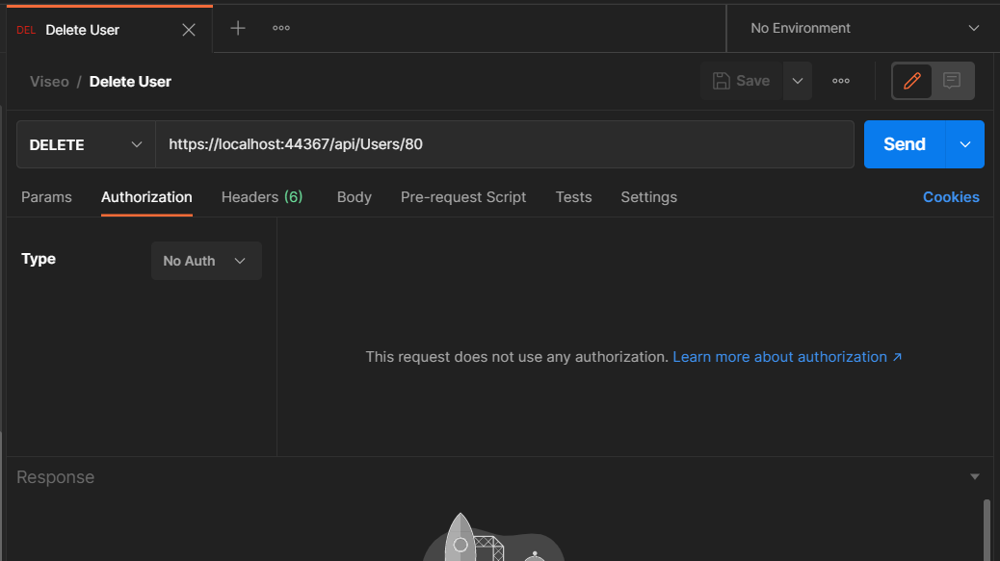 DEL Delete User
No Environment
Viseo / Delete User
Save
DELETE https://localhost:44367/api/Users/80 Send
Params Authorization Headers (6) Body Pre-request Script Tests Settings Cookies
Type No Auth
This request does not use any authorization. Learn more about authorization ↗
Response